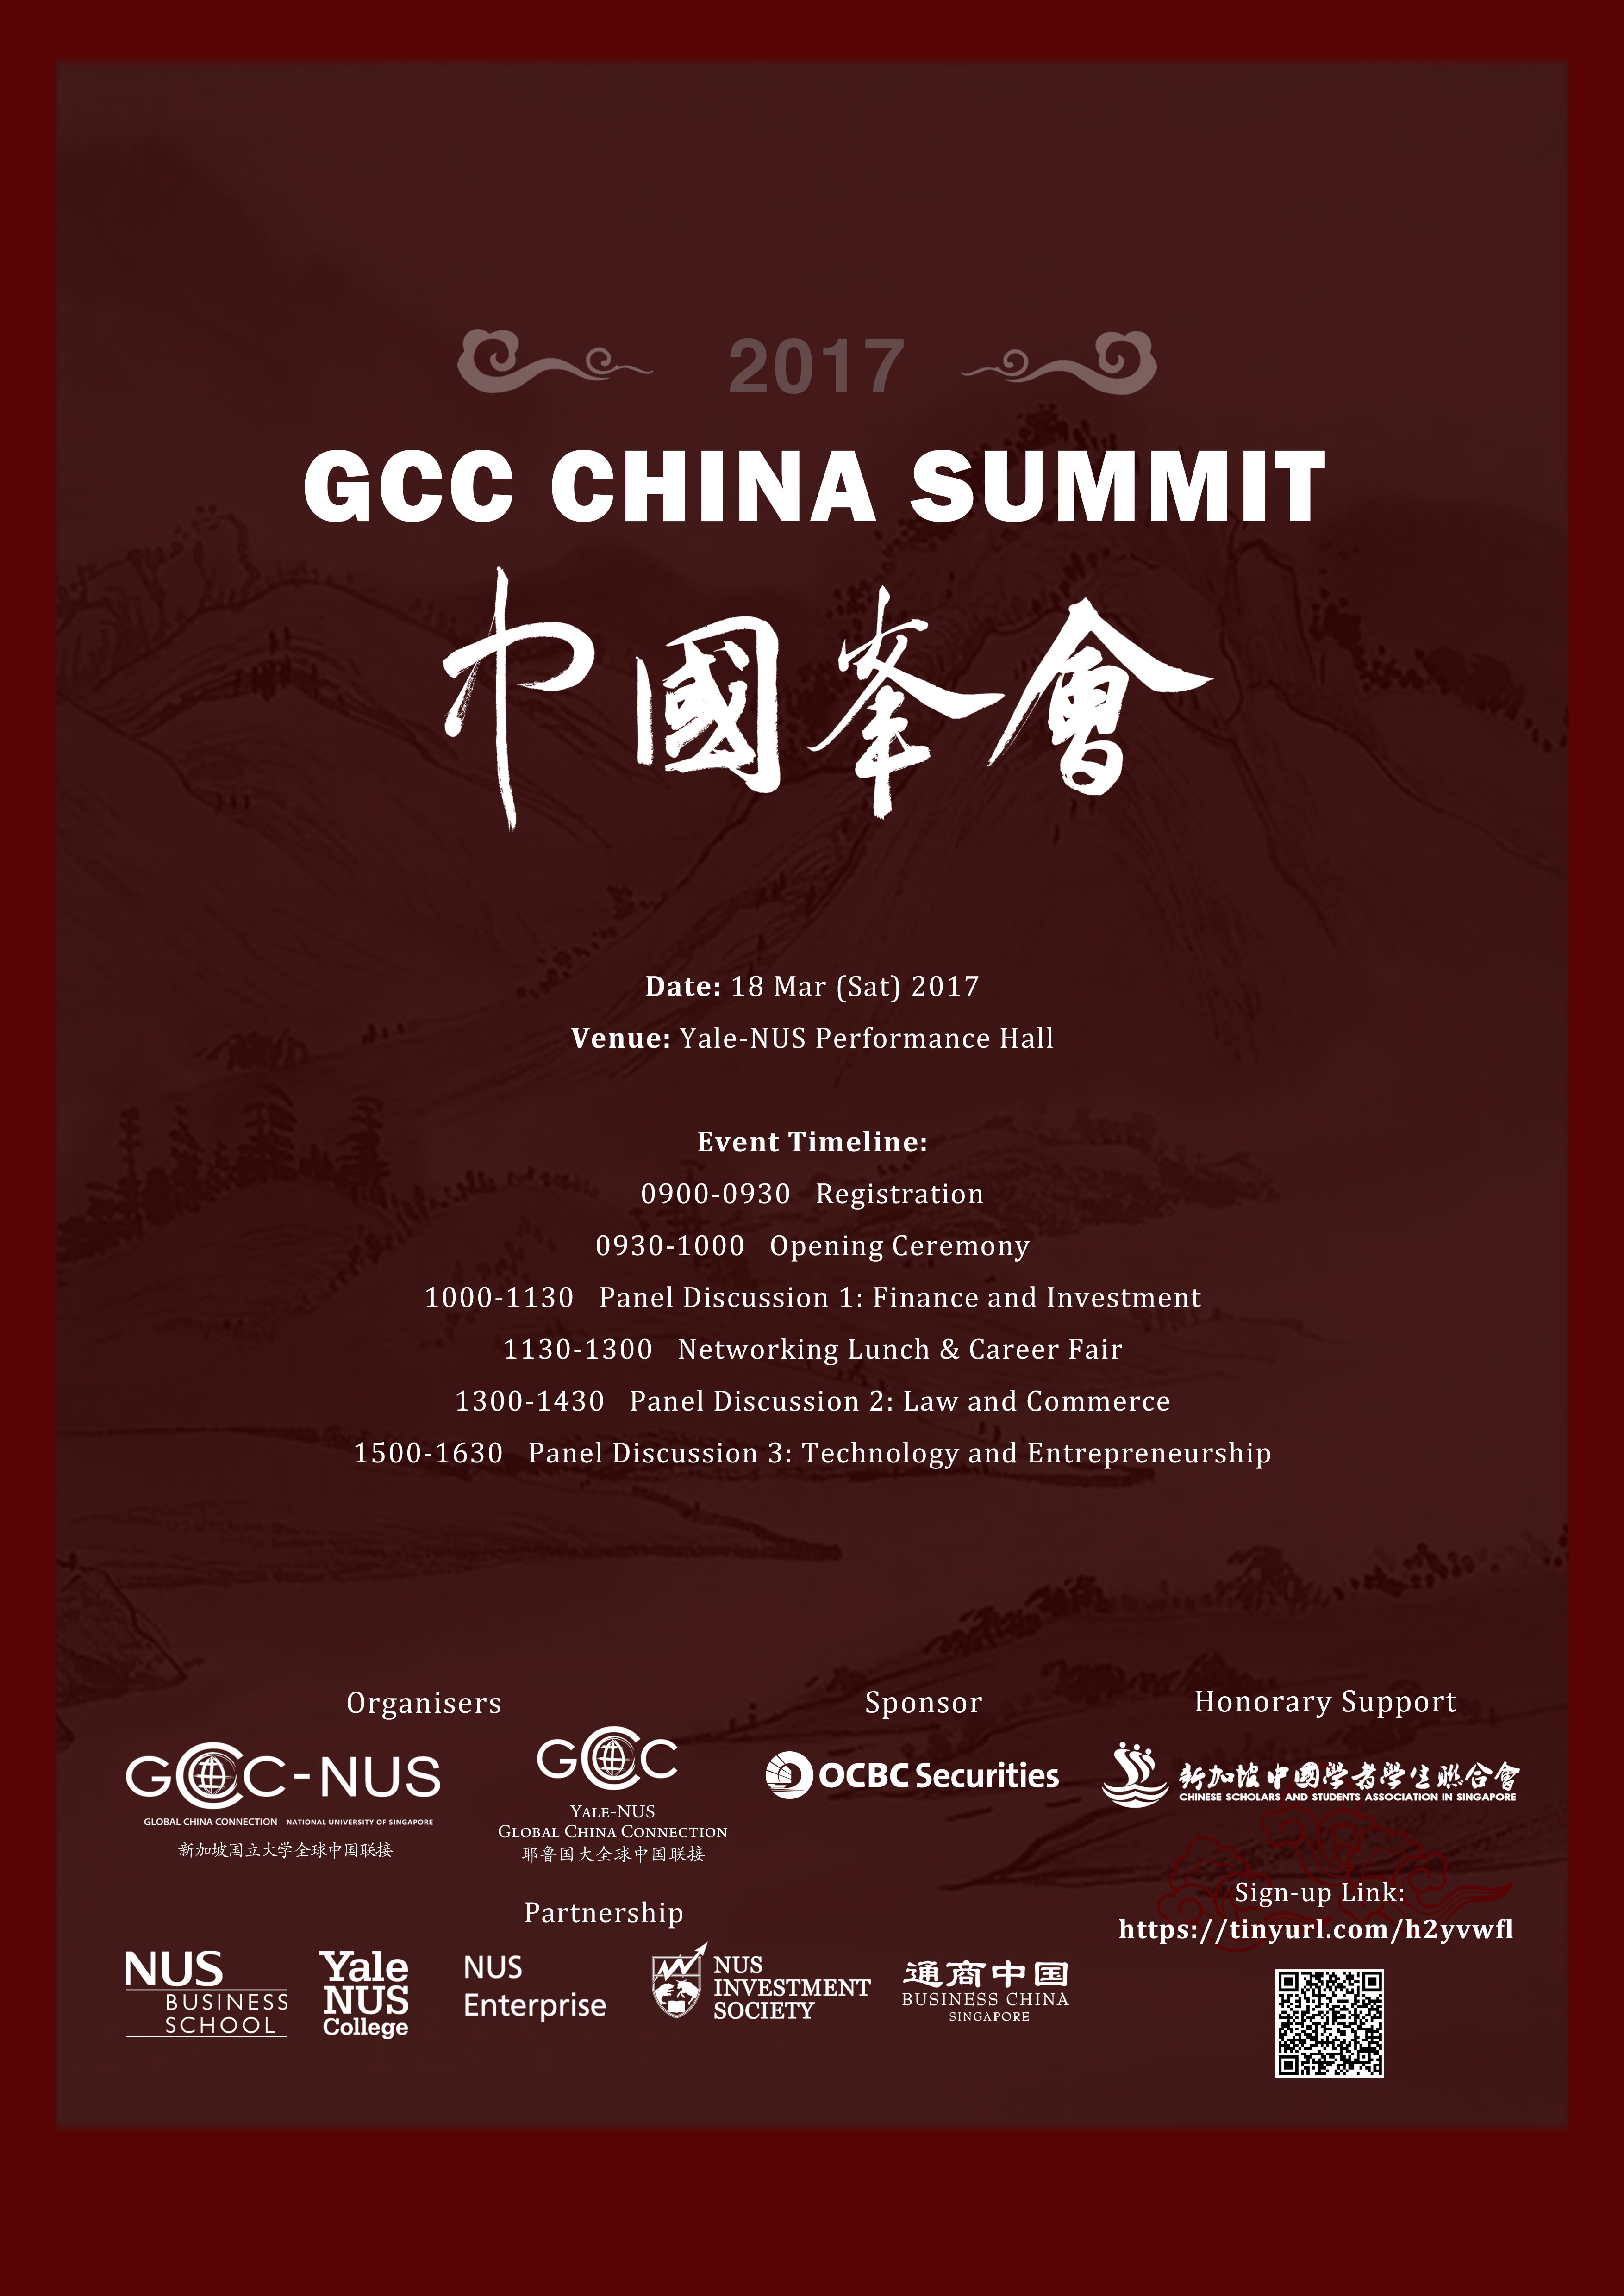 2017
GCC CHINA SUMMIT
中國峯會
Date: 18 Mar (Sat) 2017
Venue: Yale-NUS Performance Hall
Event Timeline:
0900-0930 Registration
0930-1000 Opening Ceremony
1000-1130 Panel Discussion 1: Finance and Investment
1130-1300 Networking Lunch & Career Fair
1300-1430 Panel Discussion 2: Law and Commerce
1500-1630 Panel Discussion 3: Technology and Entrepreneurship
Organisers
GCC-NUS
GLOBAL CHINA CONNECTION NATIONAL UNIVERSITY OF SINGAPORE
新加坡国立大学全球中国联接
GCC
YALE-NUS
GLOBAL CHINA CONNECTION
耶鲁国大全球中国联接
Sponsor
OCBC Securities
Honorary Support
新加坡中國學者學生聯合會
CHINESE SCHOLARS AND STUDENTS ASSOCIATION IN SINGAPORE
Sign-up Link:
https://tinyurl.com/h2yvwfl
Partnership
NUS
BUSINESS
SCHOOL
Yale
NUS
College
NUS
Enterprise
NUS
INVESTMENT
SOCIETY
通商中国
BUSINESS CHINA
SINGAPORE